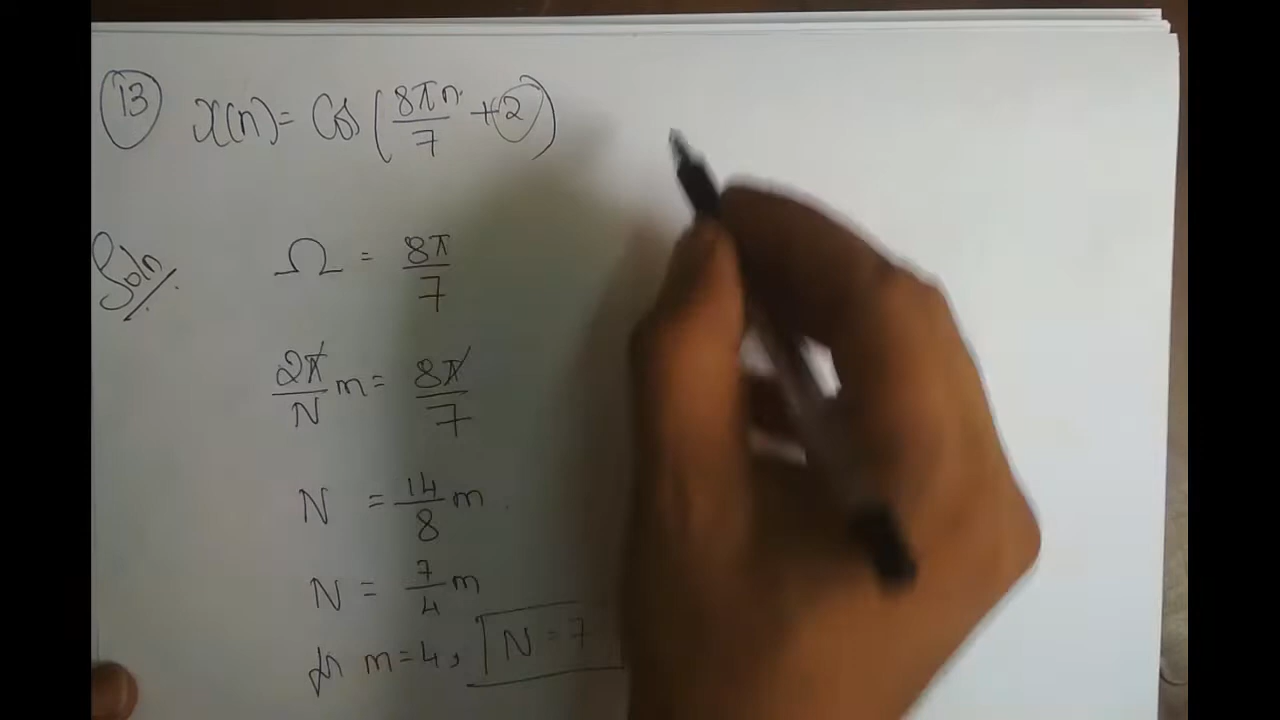 13 x(n) = Cos(8πn/7 + 2)
Soln
Ω = 8π/7
2π/N m = 8π/7
N = 14/8 m
N = 7/4 m
for m = 4, N = 7